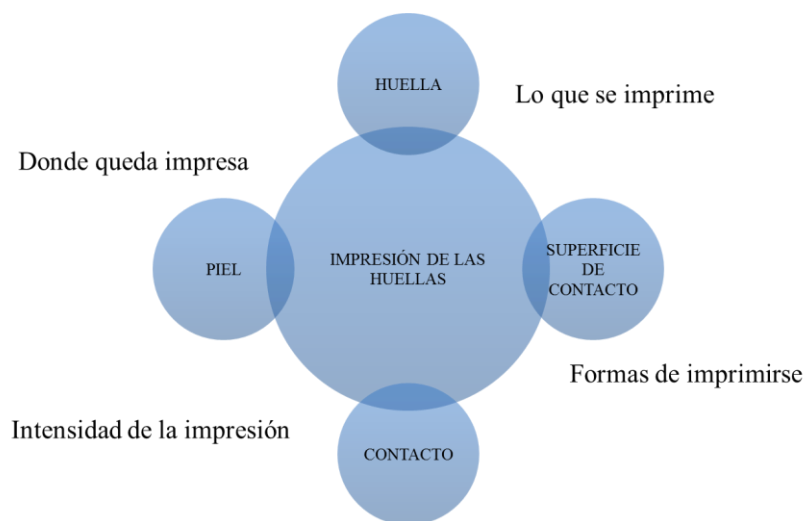 HUELLA
Lo que se imprime
Donde queda impresa
PIEL
IMPRESIÓN DE LAS
HUELLAS
SUPERFICIE
DE
CONTACTO
Formas de imprimirse
Intensidad de la impresión
CONTACTO